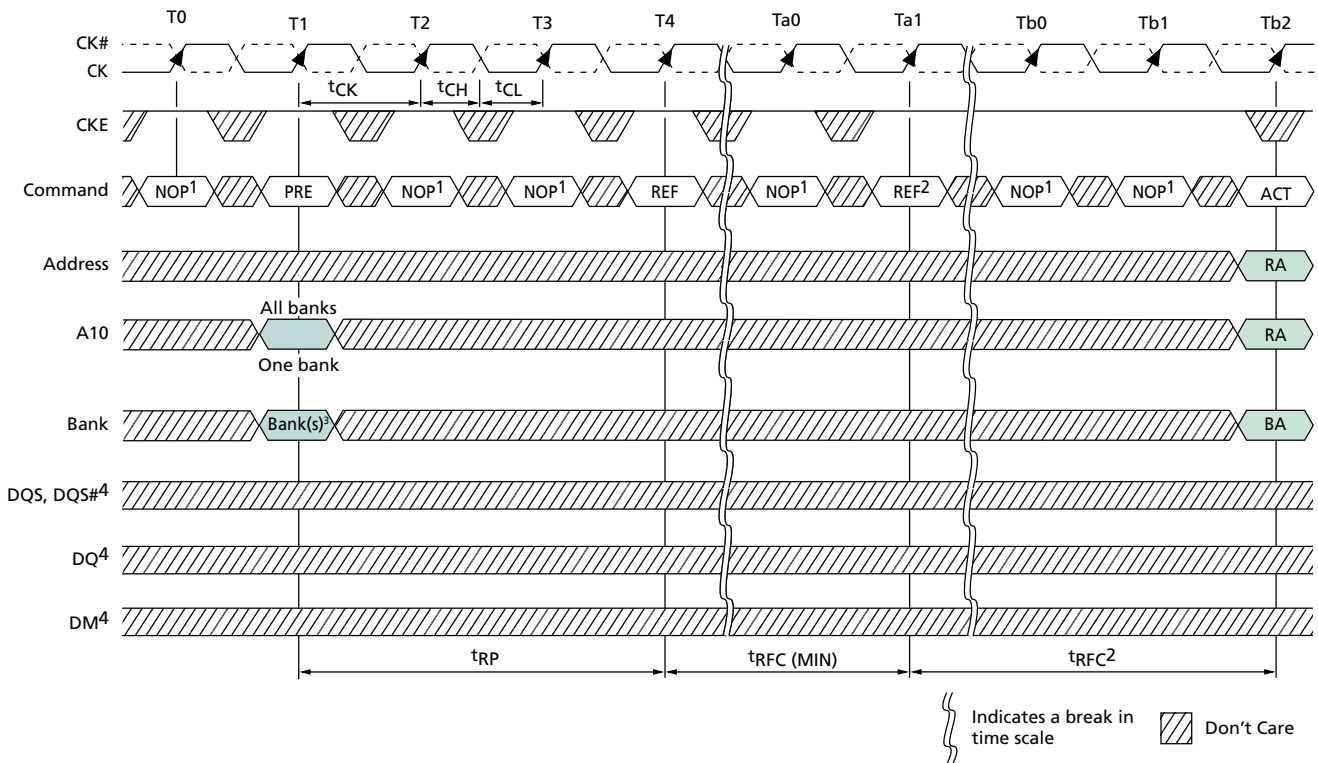 T0 T1 T2 T3 T4 Ta0 Ta1 Tb0 Tb1 Tb2
CK#
CK
tCK tCH tCL
CKE
Command NOP1 PRE NOP1 NOP1 REF NOP1 REF2 NOP1 NOP1 ACT
Address RA
All banks
A10 RA
One bank
Bank Bank(s)3 BA
DQS, DQS#4
DQ4
DM4
tRP tRFC (MIN) tRFC2
Indicates a break in
time scale
Don't Care